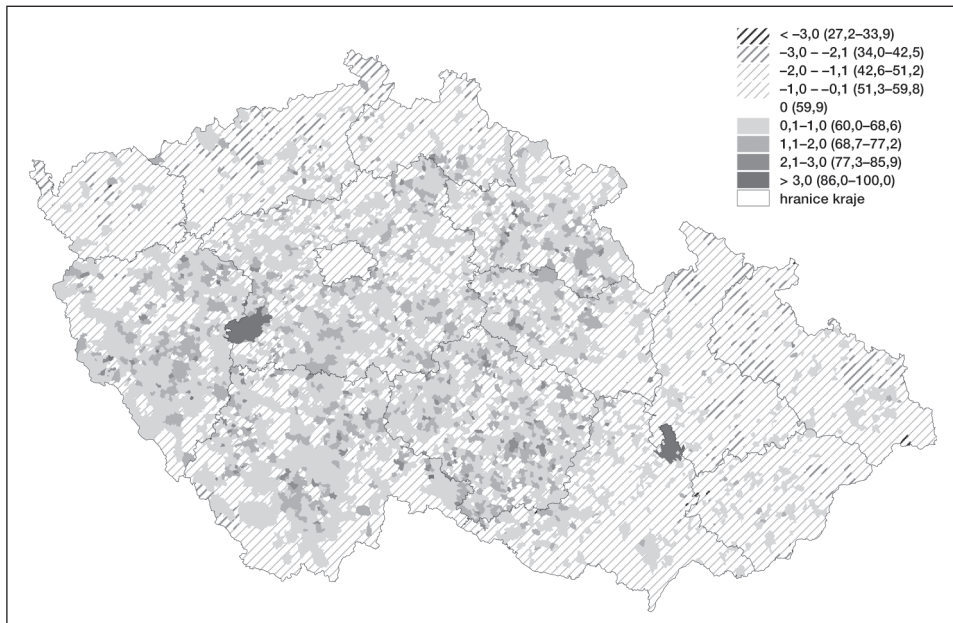 < –3,0 (27,2–33,9)
–3,0 – –2,1 (34,0–42,5)
–2,0 – –1,1 (42,6–51,2)
–1,0 – –0,1 (51,3–59,8)
0 (59,9)
0,1–1,0 (60,0–68,6)
1,1–2,0 (68,7–77,2)
2,1–3,0 (77,3–85,9)
> 3,0 (86,0–100,0)
hranice kraje